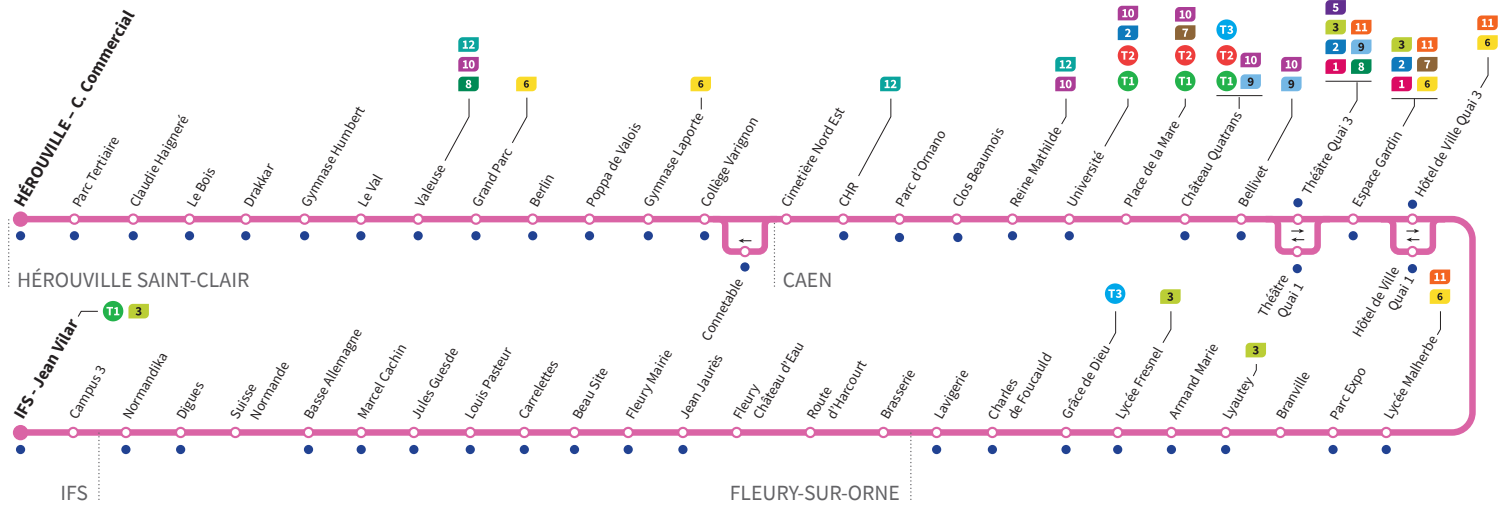 HÉROUVILLE – C. Commercial
Parc Tertiaire
Claudie Haigneré
Le Bois
Drakkar
Gymnase Humbert
Le Val
Valeuse
12
10
8
Grand Parc
6
Berlin
Poppa de Valois
Gymnase Laporte
6
Collège Varignon
←
Connetable
Cimetière Nord Est
CHR
12
Parc d'Ornano
Clos Beaumois
Reine Mathilde
12
10
Université
10
2
T2
T1
Place de la Mare
10
7
T2
T1
Château Quatrans
T3
T2 10
T1 9
Bellivet
10
9
Théâtre Quai 3
5
3 11
2 9
1 8
→
←
Théâtre
Quai 1
Espace Gardin
3 11
2 7
1 6
Hôtel de Ville Quai 3
11
6
→
←
Hôtel de Ville
Quai 1
HÉROUVILLE SAINT-CLAIR
CAEN
IFS - Jean Vilar
T1 3
Campus 3
Normandika
Digues
Suisse
Normande
Basse Allemagne
Marcel Cachin
Jules Guesde
Louis Pasteur
Carrelettes
Beau Site
Fleury Mairie
Jean Jaurès
Fleury
Château d'Eau
Route
d'Harcourt
Brasserie
Lavigerie
Charles
de Foucauld
Grâce de Dieu
T3
Lycée Fresnel
3
Armand Marie
Lyautey
3
Branville
Parc Expo
Lycée Malherbe
11
6
IFS
FLEURY-SUR-ORNE